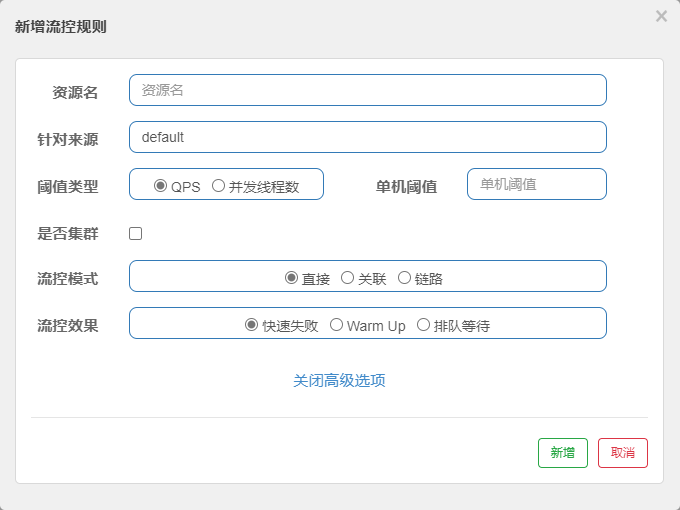 新增流控规则
×
资源名 资源名
针对来源 default
阈值类型 QPS 并发线程数 单机阈值 单机阈值
是否集群
流控模式 直接 关联 链路
流控效果 快速失败 Warm Up 排队等待
关闭高级选项
新增 取消